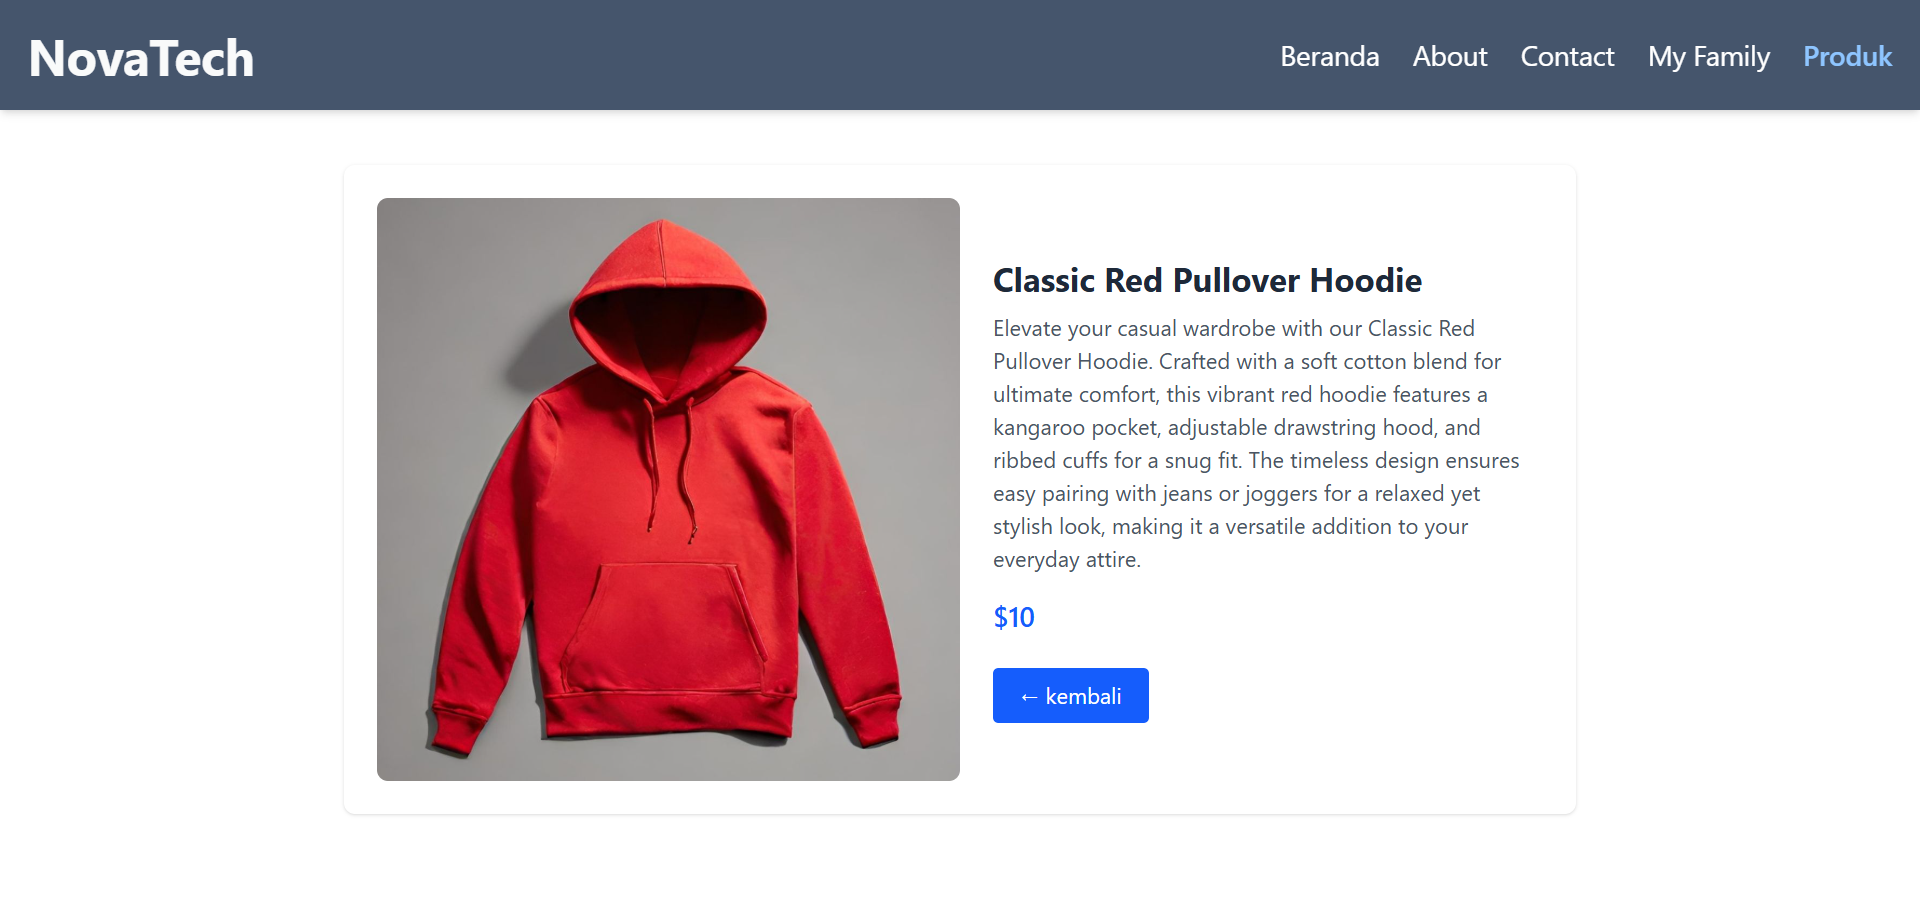 NovaTech
Beranda About Contact My Family Produk
Classic Red Pullover Hoodie
Elevate your casual wardrobe with our Classic Red
Pullover Hoodie. Crafted with a soft cotton blend for
ultimate comfort, this vibrant red hoodie features a
kangaroo pocket, adjustable drawstring hood, and
ribbed cuffs for a snug fit. The timeless design ensures
easy pairing with jeans or joggers for a relaxed yet
stylish look, making it a versatile addition to your
everyday attire.
$10
← kembali